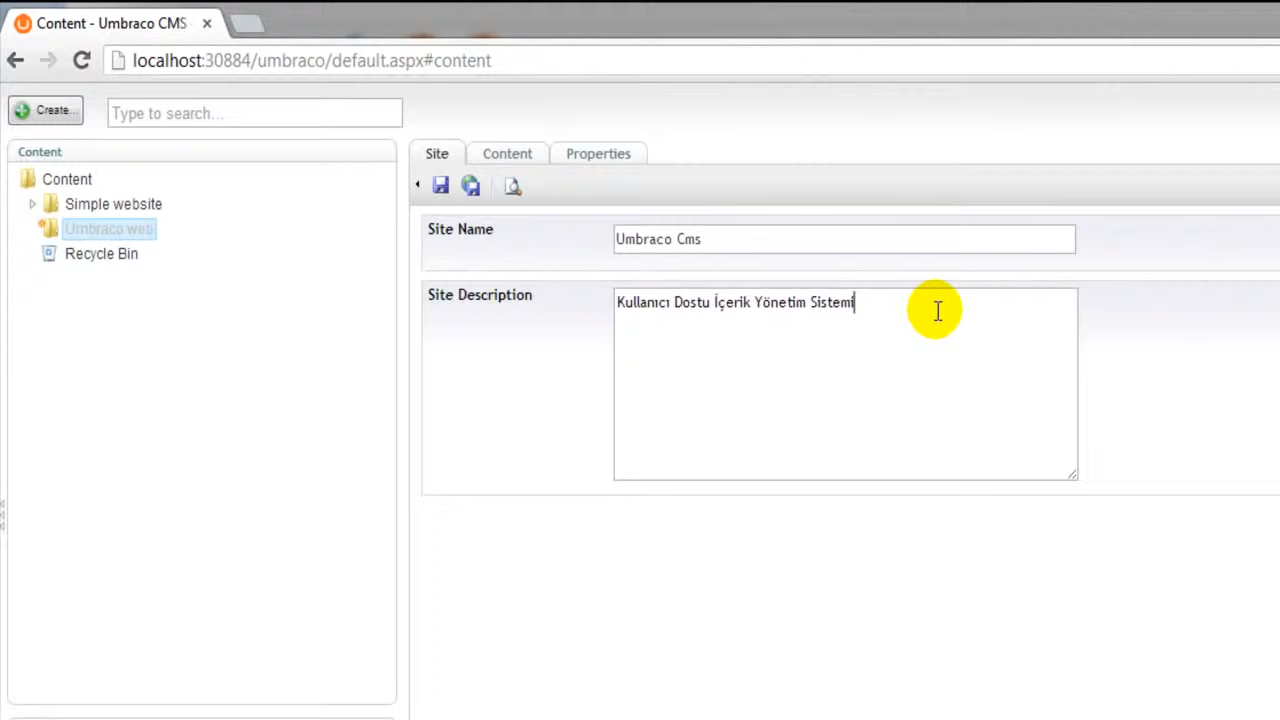 Content - Umbraco CMS
localhost:30884/umbraco/default.aspx#content
Create...
Type to search...
Content
Content
Simple website
Umbraco web
Recycle Bin
Site
Content
Properties
Site Name
Umbraco Cms
Site Description
Kullanıcı Dostu İçerik Yönetim Sistemi